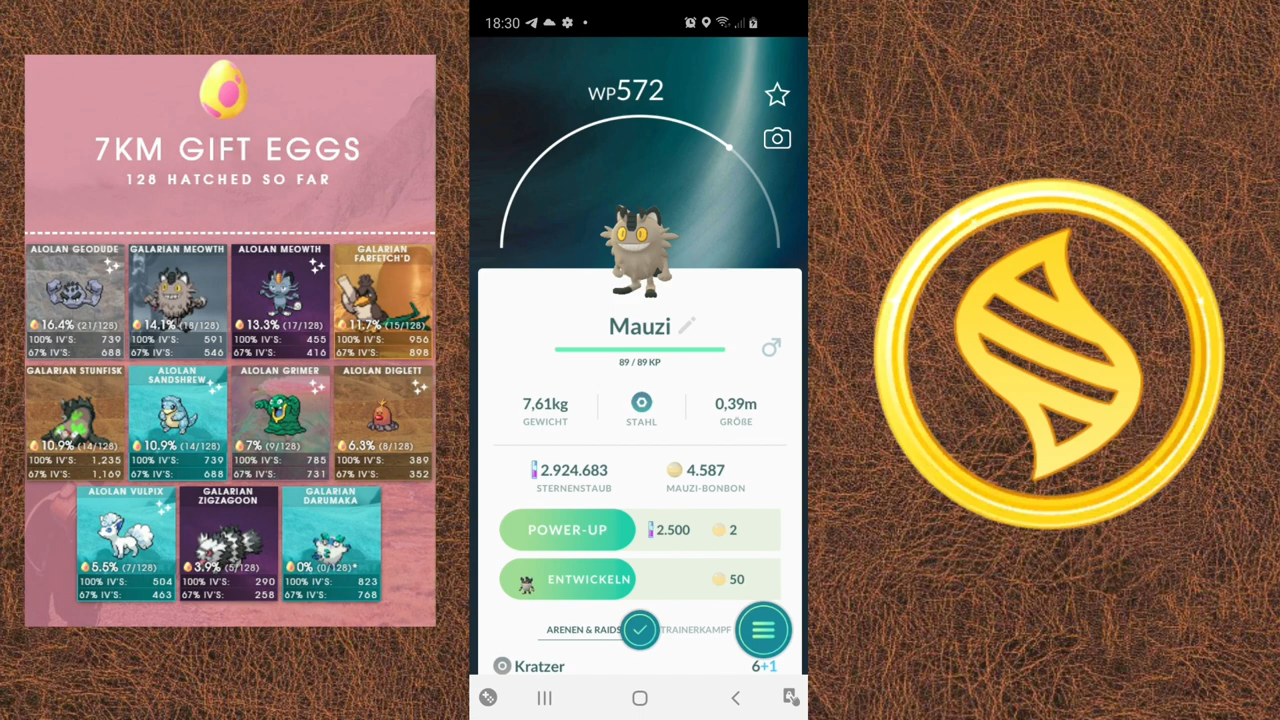 7KM GIFT EGGS
128 HATCHED SO FAR
ALOLAN GEODUDE
16.4% (21/128)
100% IV'S: 739
67% IV'S: 688
GALARIAN MEOWTH
14.1% (18/128)
100% IV'S: 591
67% IV'S: 546
ALOLAN MEOWTH
13.3% (17/128)
100% IV'S: 455
67% IV'S: 416
GALARIAN
FARFETCH'D
11.7% (15/128)
100% IV'S: 956
67% IV'S: 898
GALARIAN STUNFISK
10.9% (14/128)
100% IV'S: 1,235
67% IV'S: 1,169
ALOLAN
SANDSHREW
10.9% (14/128)
100% IV'S: 739
67% IV'S: 688
ALOLAN GRIMER
7% (9/128)
100% IV'S: 785
67% IV'S: 731
ALOLAN DIGLETT
6.3% (8/128)
100% IV'S: 389
67% IV'S: 352
ALOLAN VULPIX
5.5% (7/128)
100% IV'S: 504
67% IV'S: 463
GALARIAN
ZIGZAGOON
3.9% (5/128)
100% IV'S: 290
67% IV'S: 258
GALARIAN
DARUMAKA
0% (0/128)*
100% IV'S: 823
67% IV'S: 768
18:30
WP572
Mauzi
89 / 89 KP
7,61kg
GEWICHT
STAHL
0,39m
GRÖßE
2.924.683
STERNENSTAUB
4.587
MAUZI-BONBON
POWER-UP 2.500 2
ENTWICKELN 50
ARENEN & RAIDS TRAINERKAMPF
Kratzer 6+1